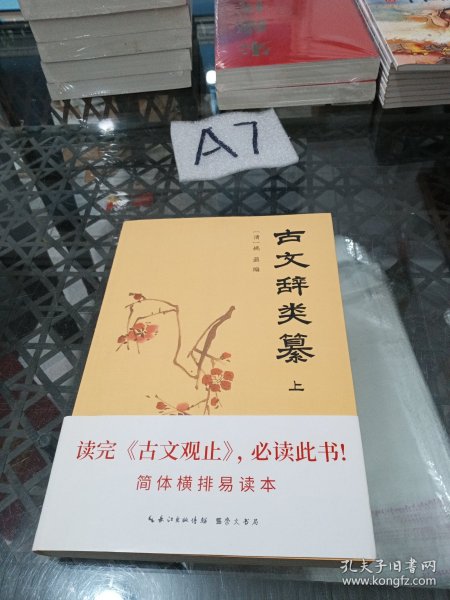 A7
古文辞类纂
上
[清]姚鼐 编
读完《古文观止》，必读此书！
简体横排易读本
长江出版传媒 崇文书局
孔夫子旧书网
www.kongfz.com